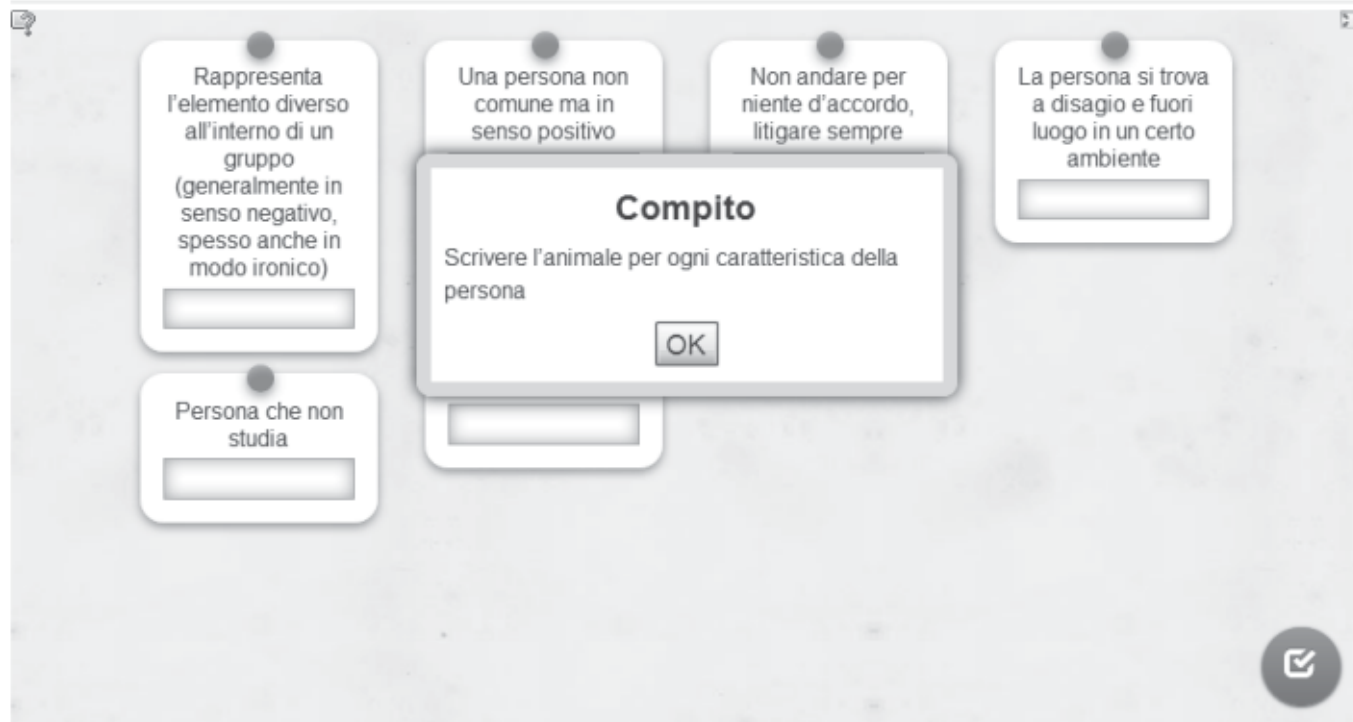 Rappresenta
l'elemento diverso
all'interno di un
gruppo
(generalmente in
senso negativo,
spesso anche in
modo ironico)
Una persona non
comune ma in
senso positivo
Non andare per
niente d'accordo,
litigare sempre
La persona si trova
a disagio e fuori
luogo in un certo
ambiente
Compito
Scrivere l'animale per ogni caratteristica della
persona
OK
Persona che non
studia